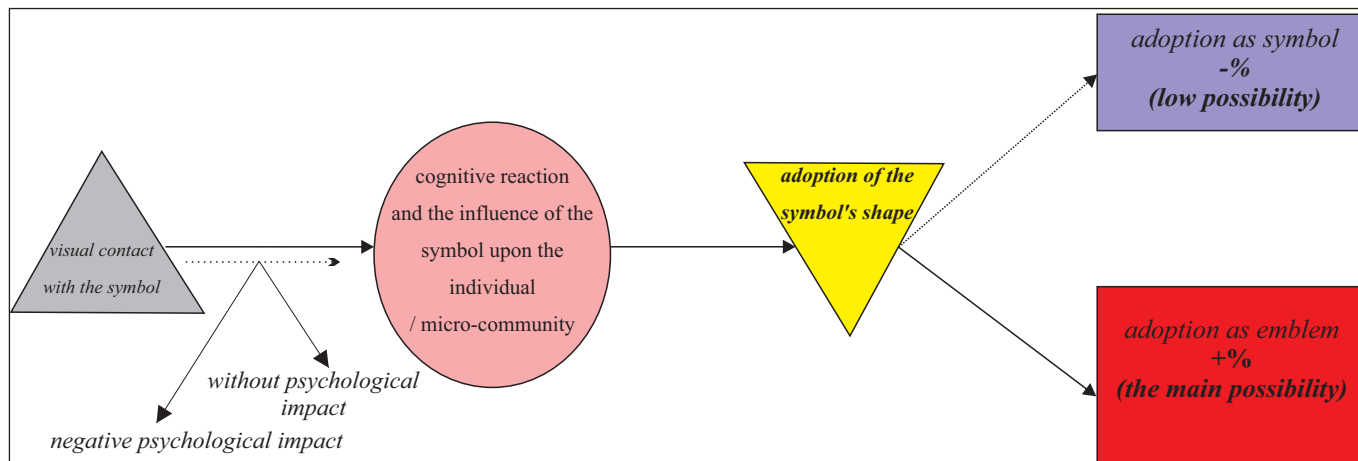 visual contact
with the symbol
without psychological
impact
negative psychological impact
cognitive reaction
and the influence of the
symbol upon the
individual
/ micro-community
adoption of the
symbol's shape
adoption as symbol
-%
(low possibility)
adoption as emblem
+%
(the main possibility)